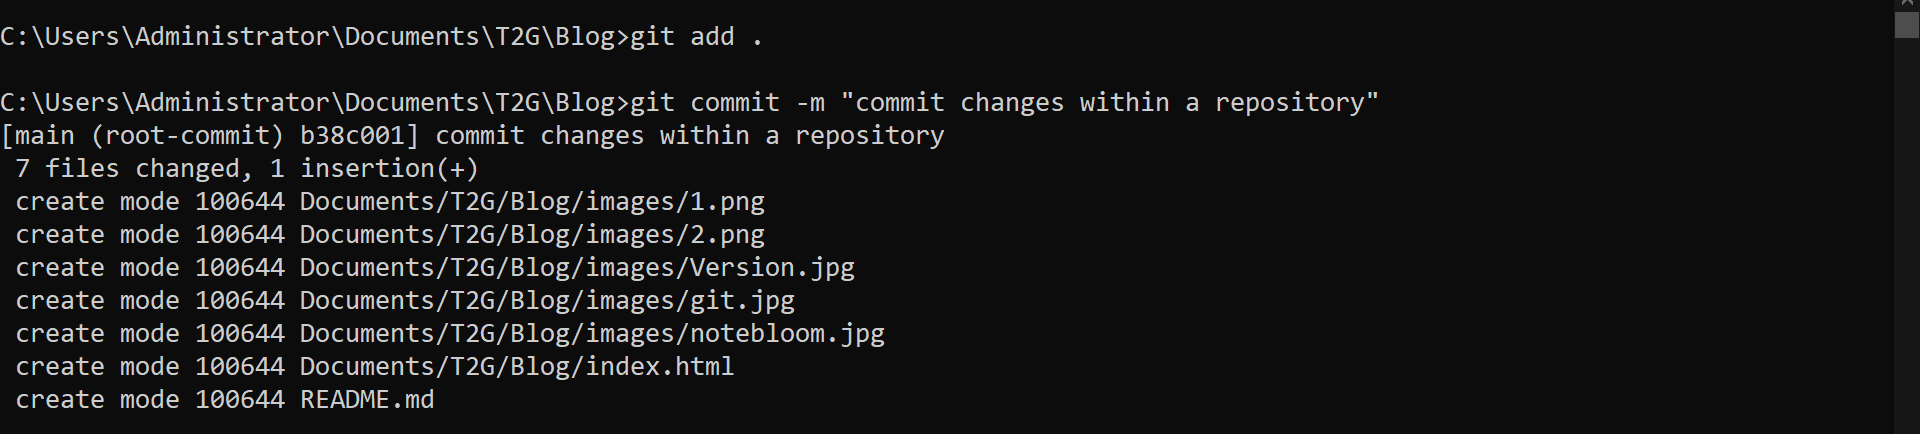 C:\Users\Administrator\Documents\T2G\Blog>git add .
C:\Users\Administrator\Documents\T2G\Blog>git commit -m "commit changes within a repository"
[main (root-commit) b38c001] commit changes within a repository
 7 files changed, 1 insertion(+)
 create mode 100644 Documents/T2G/Blog/images/1.png
 create mode 100644 Documents/T2G/Blog/images/2.png
 create mode 100644 Documents/T2G/Blog/images/Version.jpg
 create mode 100644 Documents/T2G/Blog/images/git.jpg
 create mode 100644 Documents/T2G/Blog/images/notebloom.jpg
 create mode 100644 Documents/T2G/Blog/index.html
 create mode 100644 README.md